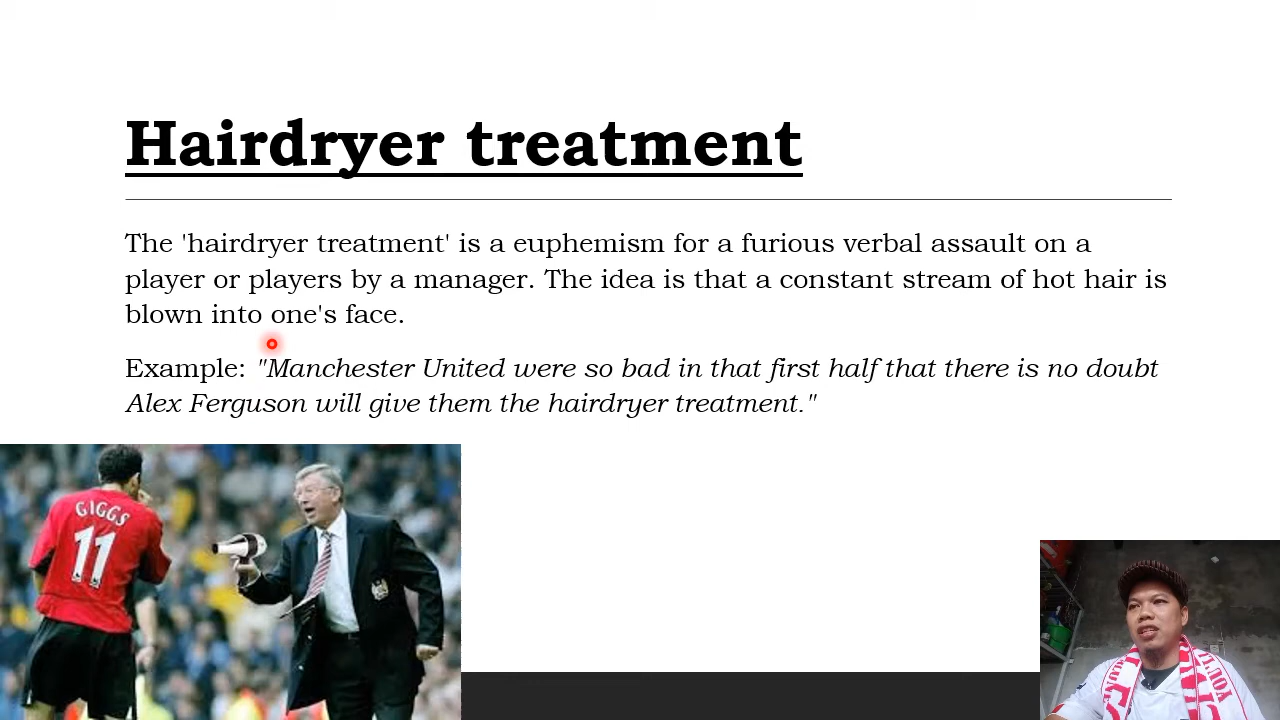 Hairdryer treatment
The 'hairdryer treatment' is a euphemism for a furious verbal assault on a
player or players by a manager. The idea is that a constant stream of hot hair is
blown into one's face.
Example: "Manchester United were so bad in that first half that there is no doubt
Alex Ferguson will give them the hairdryer treatment."
GIGGS
11